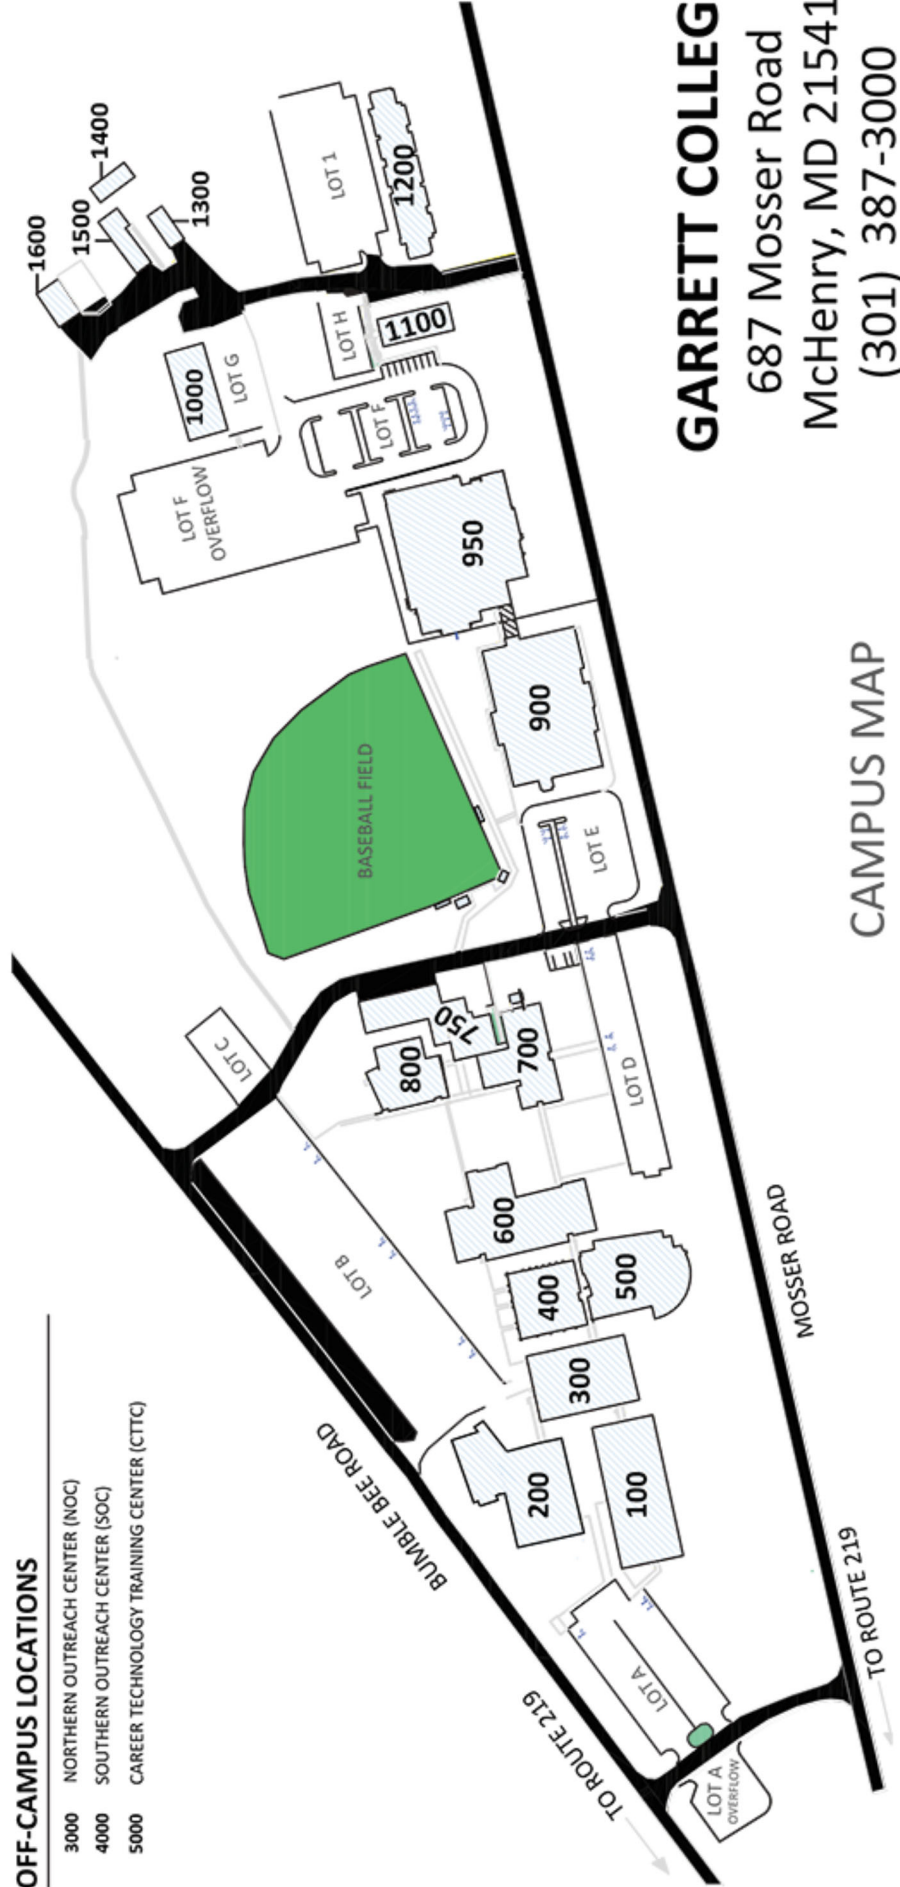 OFF-CAMPUS LOCATIONS
3000 NORTHERN OUTREACH CENTER (NOC)
4000 SOUTHERN OUTREACH CENTER (SOC)
5000 CAREER TECHNOLOGY TRAINING CENTER (CTTC)
1600
1500
1400
1300
1000
LOT G
LOT H
LOT 1
1200
1100
LOT F
LOT F
OVERFLOW
950
BASEBALL FIELD
900
LOT E
LOT C
750
800
700
LOT D
LOT B
600
400
500
300
200
100
BUMBLE BEE ROAD
MOSSER ROAD
TO ROUTE 219
LOT A
LOT A
OVERFLOW
TO ROUTE 219
CAMPUS MAP
GARRETT COLLEG
687 Mosser Road
McHenry, MD 21541
(301) 387-3000